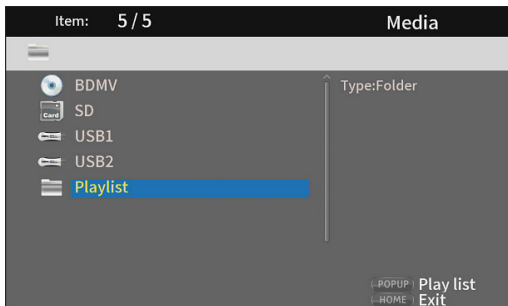 Item: 5/5 Media
BDMV
Type:Folder
Card SD
USB1
USB2
Playlist
POPUP Play list
HOME Exit